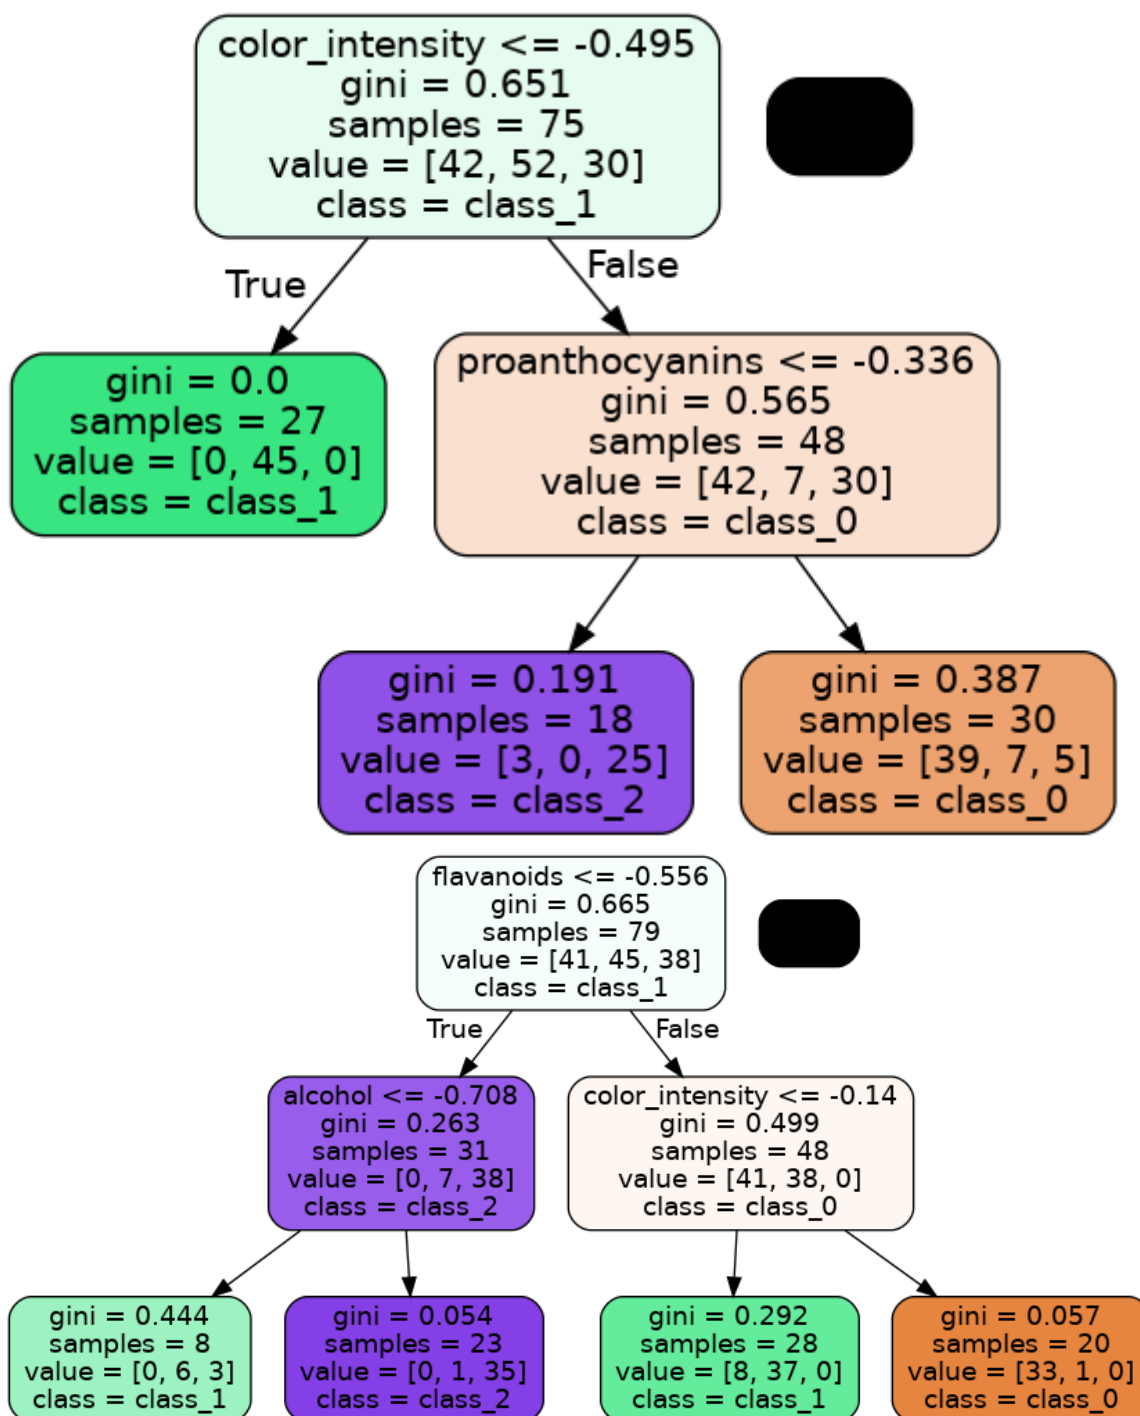 color_intensity <= -0.495
gini = 0.651
samples = 75
value = [42, 52, 30]
class = class_1
True
False
gini = 0.0
samples = 27
value = [0, 45, 0]
class = class_1
proanthocyanins <= -0.336
gini = 0.565
samples = 48
value = [42, 7, 30]
class = class_0
gini = 0.191
samples = 18
value = [3, 0, 25]
class = class_2
gini = 0.387
samples = 30
value = [39, 7, 5]
class = class_0
flavanoids <= -0.556
gini = 0.665
samples = 79
value = [41, 45, 38]
class = class_1
True
False
alcohol <= -0.708
gini = 0.263
samples = 31
value = [0, 7, 38]
class = class_2
color_intensity <= -0.14
gini = 0.499
samples = 48
value = [41, 38, 0]
class = class_0
gini = 0.444
samples = 8
value = [0, 6, 3]
class = class_1
gini = 0.054
samples = 23
value = [0, 1, 35]
class = class_2
gini = 0.292
samples = 28
value = [8, 37, 0]
class = class_1
gini = 0.057
samples = 20
value = [33, 1, 0]
class = class_0